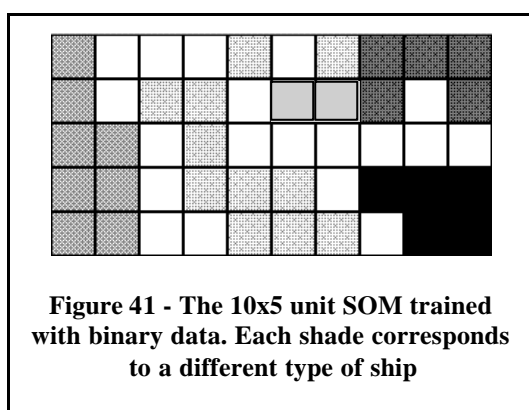 Figure 41 - The 10x5 unit SOM trained
with binary data. Each shade corresponds
to a different type of ship